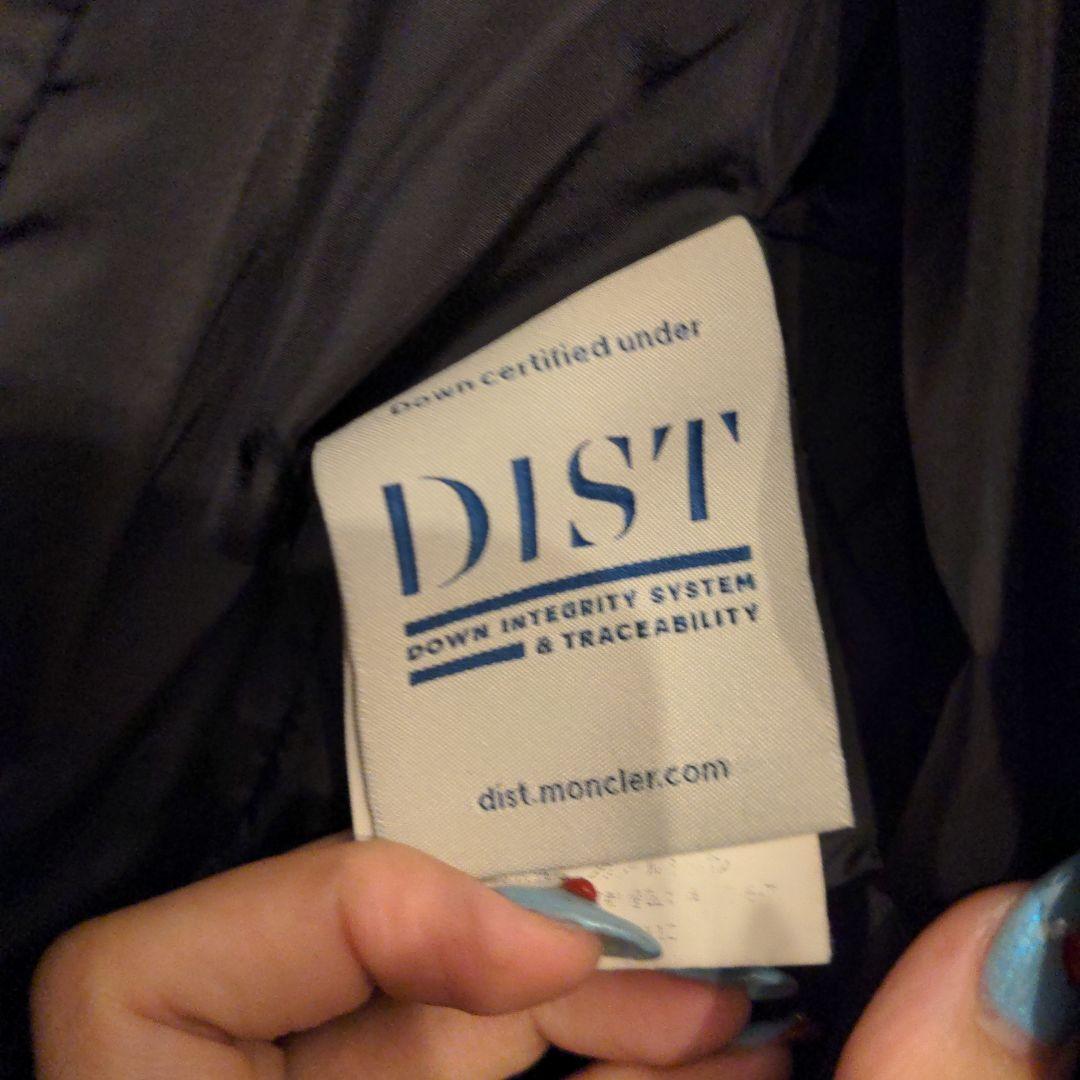 Down certified under
DIST
DOWN INTEGRITY SYSTEM
& TRACEABILITY
dist.moncler.com